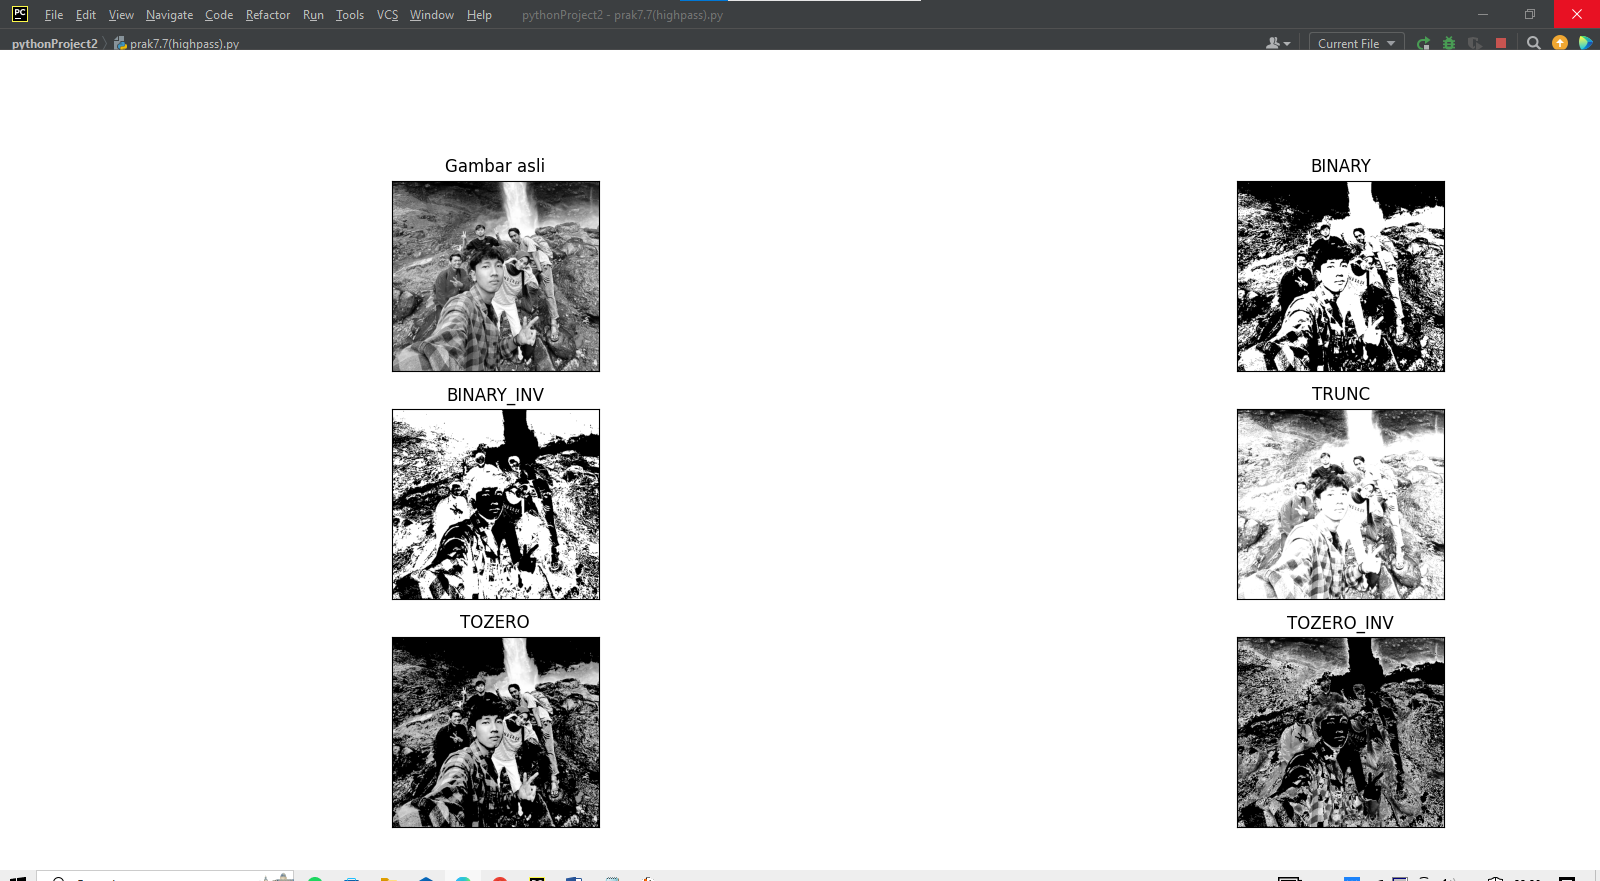 PC File Edit View Navigate Code Refactor Run Tools VCS Window Help pythonProject2 - prak7.7(highpass).py
pythonProject2 prak7.7(highpass).py Current File
Gambar asli
BINARY
BINARY_INV
TRUNC
TOZERO
TOZERO_INV